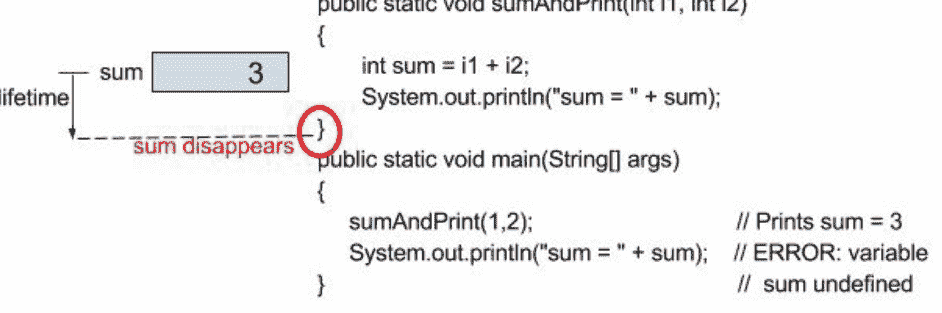 public static void sumAndPrint(int i1, int i2)
{
sum 3 int sum = i1 + i2;
lifetime System.out.println("sum = " + sum);
}
sum disappears
public static void main(String[] args)
{
sumAndPrint(1,2); // Prints sum = 3
System.out.println("sum = " + sum); // ERROR: variable
} // sum undefined